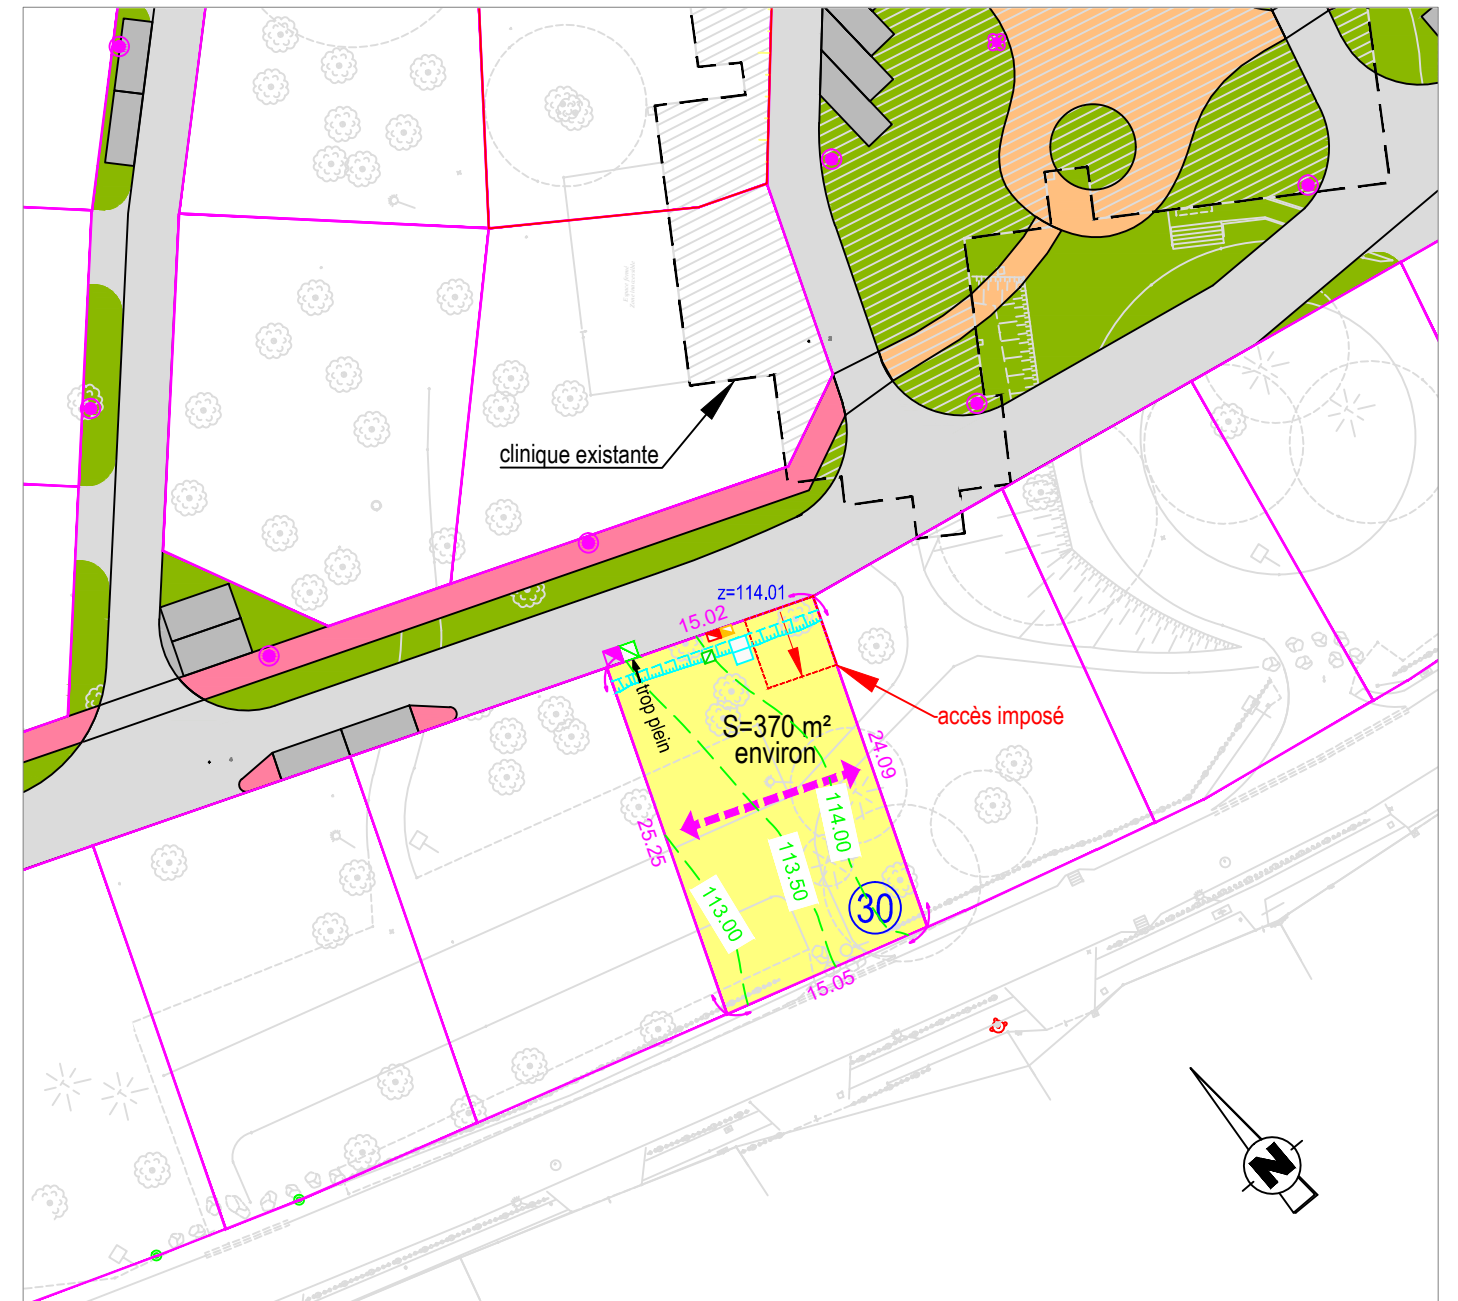 clinique existante
z=114.01
15.02
trop plein
S=370 m²
environ
accès imposé
24.09
25.25
114.00
113.50
113.00
30
15.05
N